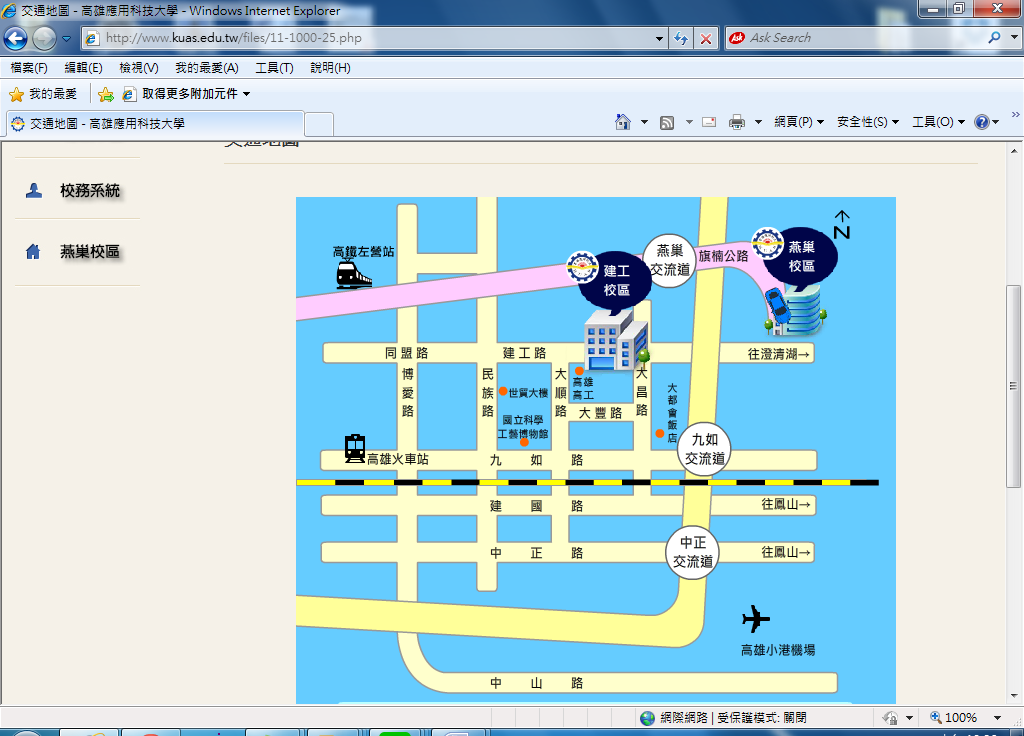 交通地圖 - 高雄應用科技大學 - Windows Internet Explorer
http://www.kuas.edu.tw/files/11-1000-25.php
Ask Search
檔案(F) 編輯(E) 檢視(V) 我的最愛(A) 工具(T) 說明(H)
我的最愛 取得更多附加元件
交通地圖 - 高雄應用科技大學
網頁(P) 安全性(S) 工具(O)
交通地圖
校務系統
燕巢校區
N
高鐵左營站
建工
校區
燕巢
交流道
旗楠公路
燕巢
校區
同盟路
建工路
往澄清湖→
博愛路
民族路
大順路
大昌路
世貿大樓
高雄
高工
大都會飯店
國立科學
工藝博物館
大豐路
九如
交流道
高雄火車站
九如路
建國路
往鳳山→
中正路
中正
交流道
往鳳山→
高雄小港機場
中山路
網際網路 | 受保護模式: 關閉
100%